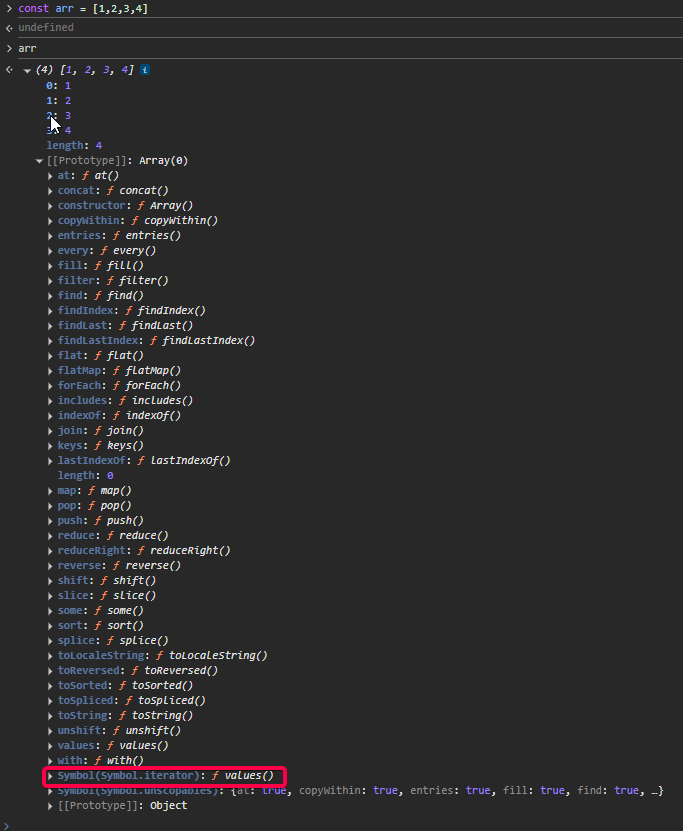 > const arr = [1,2,3,4]
undefined
> arr
(4) [1, 2, 3, 4] i
0: 1
1: 2
2: 3
3: 4
length: 4
[[Prototype]]: Array(0)
at: ƒ at()
concat: ƒ concat()
constructor: ƒ Array()
copyWithin: ƒ copyWithin()
entries: ƒ entries()
every: ƒ every()
fill: ƒ fill()
filter: ƒ filter()
find: ƒ find()
findIndex: ƒ findIndex()
findLast: ƒ findLast()
findLastIndex: ƒ findLastIndex()
flat: ƒ flat()
flatMap: ƒ flatMap()
forEach: ƒ forEach()
includes: ƒ includes()
indexOf: ƒ indexOf()
join: ƒ join()
keys: ƒ keys()
lastIndexOf: ƒ lastIndexOf()
length: 0
map: ƒ map()
pop: ƒ pop()
push: ƒ push()
reduce: ƒ reduce()
reduceRight: ƒ reduceRight()
reverse: ƒ reverse()
shift: ƒ shift()
slice: ƒ slice()
some: ƒ some()
sort: ƒ sort()
splice: ƒ splice()
toLocaleString: ƒ toLocaleString()
toReversed: ƒ toReversed()
toSorted: ƒ toSorted()
toSpliced: ƒ toSpliced()
toString: ƒ toString()
unshift: ƒ unshift()
values: ƒ values()
with: ƒ with()
Symbol(Symbol.iterator): ƒ values()
Symbol(Symbol.unscopables): {at: true, copyWithin: true, entries: true, fill: true, find: true, …}
[[Prototype]]: Object
>